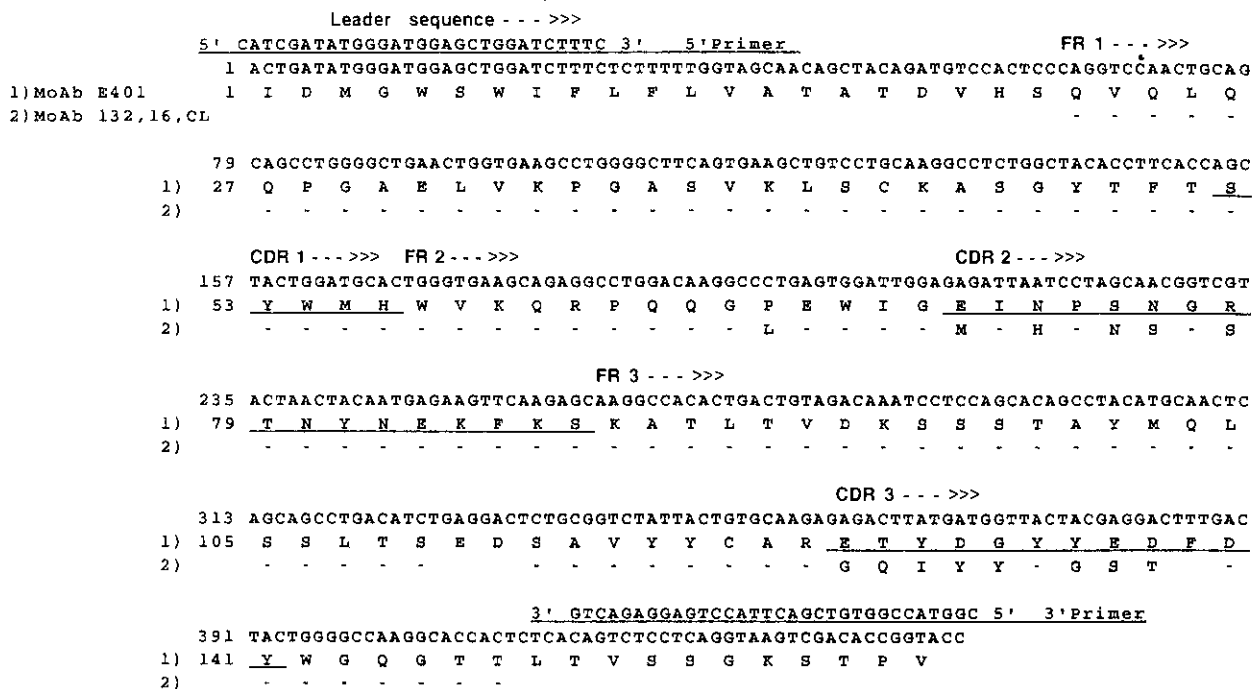 Leader sequence - - - >>>
5' CATCGATATGGGATGGAGCTGGATCTTTC 3' 5'Primer FR 1 - - - >>>
1 ACTGATATGGGATGGAGCTGGATCTTTCTCTTTTTGGTAGCAACAGCTACAGATGTCCACTCCCAGGTCCAACTGCAG
1)MoAb E401 1 I D M G W S W I F L F L V A T A T D V H S Q V Q L Q
2)MoAb 132,16,CL - - - - -
79 CAGCCTGGGGCTGAACTGGTGAAGCCTGGGGCTTCAGTGAAGCTGTCCTGCAAGGCCTCTGGCTACACCTTCACCAGC
1) 27 Q P G A E L V K P G A S V K L S C K A S G Y T F T S
2) - - - - - - - - - - - - - - - - - - - - - - - - - -
CDR 1 - - - >>> FR 2 - - - >>> CDR 2 - - - >>>
157 TACTGGATGCACTGGGTGAAGCAGAGGCCTGGACAAGGCCCTGAGTGGATTGGAGAGATTAATCCTAGCAACGGTCGT
1) 53 Y W M H W V K Q R P Q Q G P E W I G E I N P S N G R
2) - - - - - - - - - - - - - L - - - - M - H - N S - S
FR 3 - - - >>>
235 ACTAACTACAATGAGAAGTTCAAGAGCAAGGCCACACTGACTGTAGACAAATCCTCCAGCACAGCCTACATGCAACTC
1) 79 T N Y N E K F K S K A T L T V D K S S S T A Y M Q L
2) - - - - - - - - - - - - - - - - - - - - - - - - - -
CDR 3 - - - >>>
313 AGCAGCCTGACATCTGAGGACTCTGCGGTCTATTACTGTGCAAGAGAGACTTATGATGGTTACTACGAGGACTTTGAC
1) 105 S S L T S E D S A V Y Y C A R E T Y D G Y Y E D F D
2) - - - - - - - - - - - - G Q I Y Y - G S T -
3' GTCAGAGGAGTCCATTCAGCTGTGGCCATGGC 5' 3'Primer
391 TACTGGGGCCAAGGCACCACTCTCACAGTCTCCTCAGGTAAGTCGACACCGGTACC
1) 141 Y W G Q G T T L T V S S G K S T P V
2) - - - - - - -